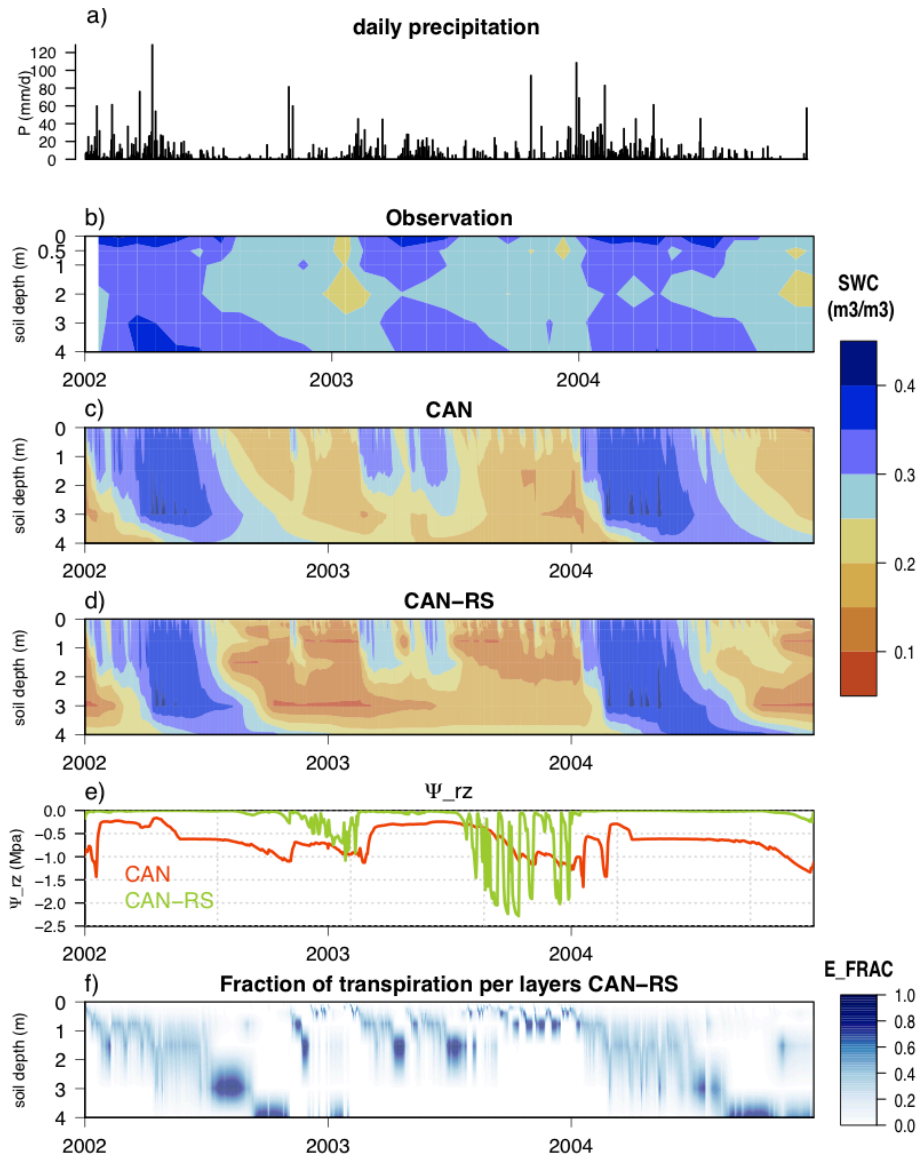 a)
daily precipitation
P (mm/d)
120
100
80
60
40
20
0
b)
Observation
soil depth (m)
0
0.5
1
2
3
4
2002 2003 2004
SWC
(m3/m3)
0.4
0.3
0.2
0.1
c)
CAN
soil depth (m)
0
1
2
3
4
2002 2003 2004
d)
CAN-RS
soil depth (m)
0
1
2
3
4
2002 2003 2004
e)
Ψ_rz
Ψ_rz (Mpa)
0.0
-0.5
-1.0
-1.5
-2.0
-2.5
CAN
CAN-RS
2002 2003 2004
f)
Fraction of transpiration per layers CAN-RS
soil depth (m)
0
1
2
3
4
2002 2003 2004
E_FRAC
1.0
0.8
0.6
0.4
0.2
0.0